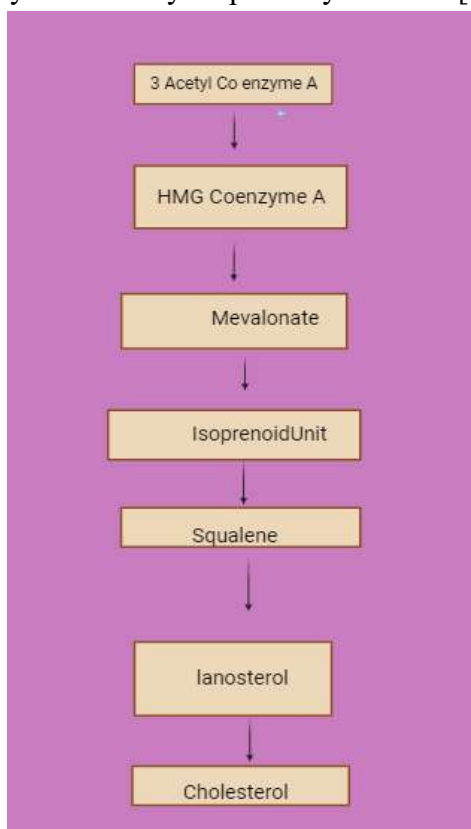 3 Acetyl Co enzyme A
HMG Coenzyme A
Mevalonate
IsoprenoidUnit
Squalene
lanosterol
Cholesterol